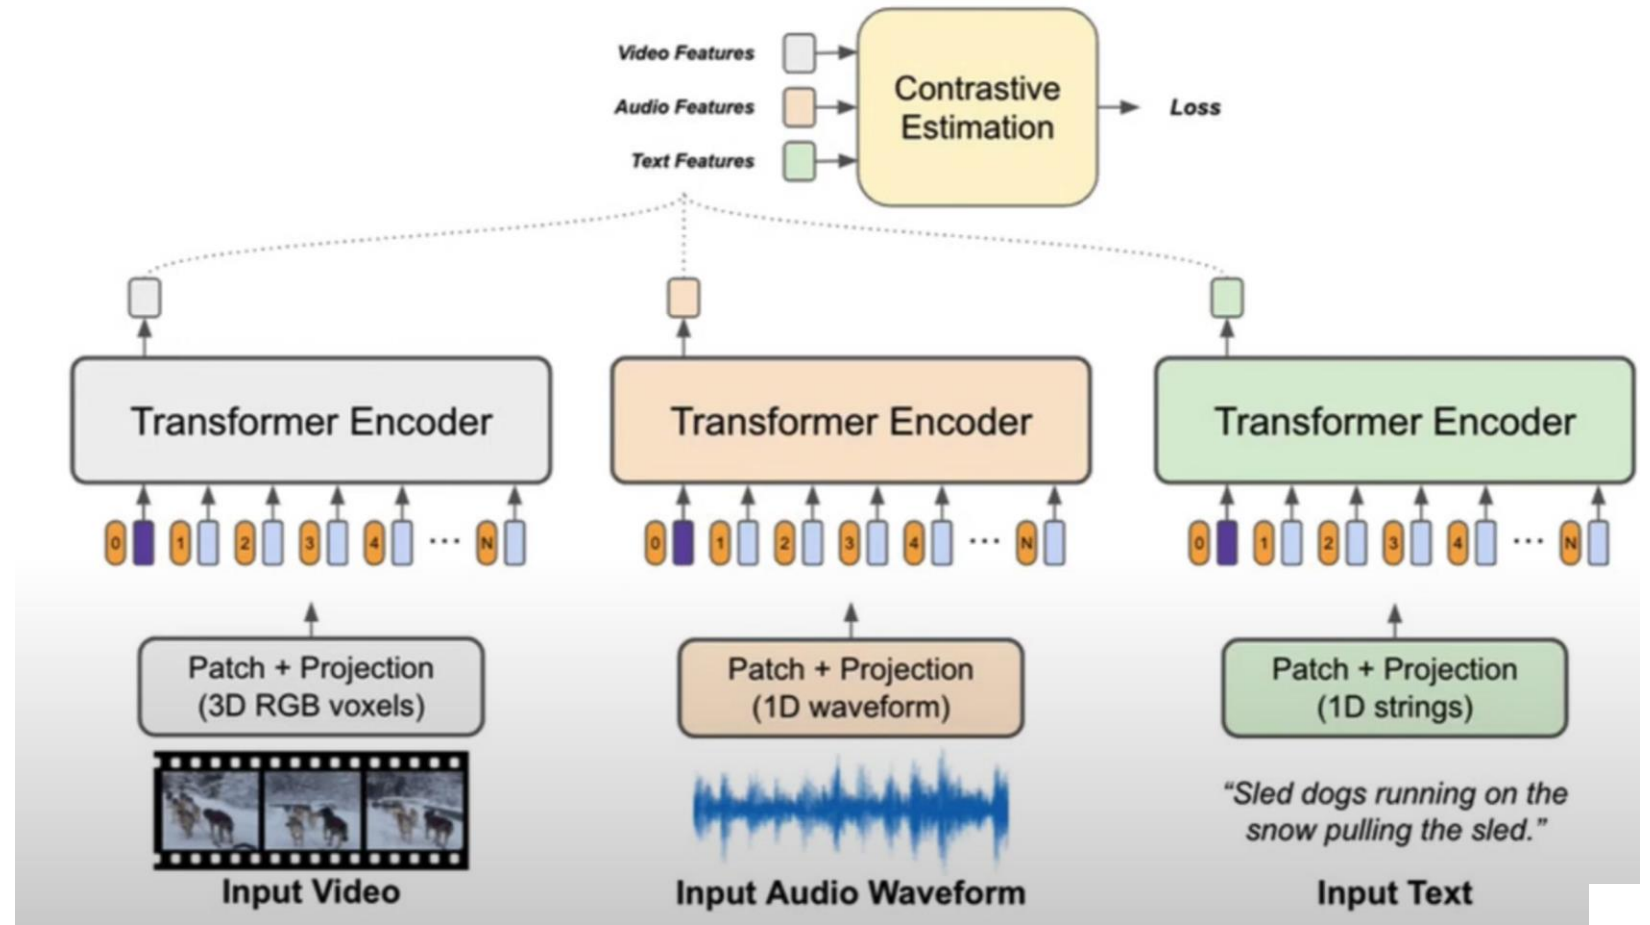 Video Features
Audio Features
Text Features
Contrastive
Estimation
Loss
Transformer Encoder
Transformer Encoder
Transformer Encoder
0 1 2 3 4 ... N
0 1 2 3 4 ... N
0 1 2 3 4 ... N
Patch + Projection
(3D RGB voxels)
Patch + Projection
(1D waveform)
Patch + Projection
(1D strings)
“Sled dogs running on the
snow pulling the sled.”
Input Video
Input Audio Waveform
Input Text